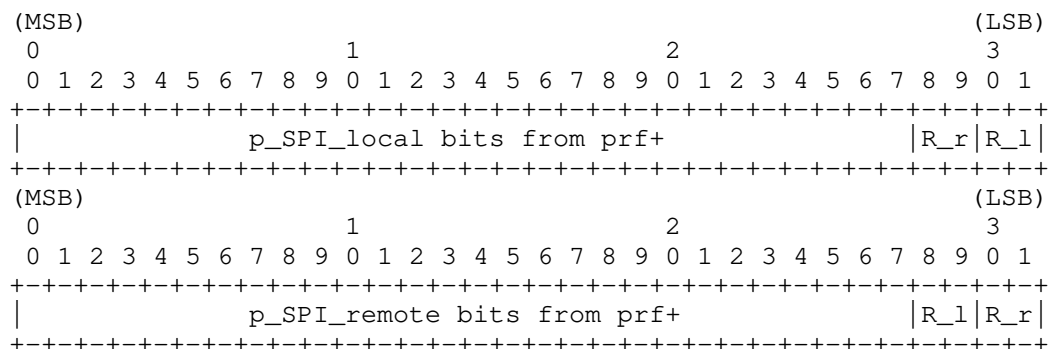 (MSB)                                                       (LSB)
 0                   1                   2                   3
 0 1 2 3 4 5 6 7 8 9 0 1 2 3 4 5 6 7 8 9 0 1 2 3 4 5 6 7 8 9 0 1
+-+-+-+-+-+-+-+-+-+-+-+-+-+-+-+-+-+-+-+-+-+-+-+-+-+-+-+-+-+-+-+-+
|              p_SPI_local bits from prf+               |R_r|R_l|
+-+-+-+-+-+-+-+-+-+-+-+-+-+-+-+-+-+-+-+-+-+-+-+-+-+-+-+-+-+-+-+-+
(MSB)                                                       (LSB)
 0                   1                   2                   3
 0 1 2 3 4 5 6 7 8 9 0 1 2 3 4 5 6 7 8 9 0 1 2 3 4 5 6 7 8 9 0 1
+-+-+-+-+-+-+-+-+-+-+-+-+-+-+-+-+-+-+-+-+-+-+-+-+-+-+-+-+-+-+-+-+
|              p_SPI_remote bits from prf+              |R_l|R_r|
+-+-+-+-+-+-+-+-+-+-+-+-+-+-+-+-+-+-+-+-+-+-+-+-+-+-+-+-+-+-+-+-+